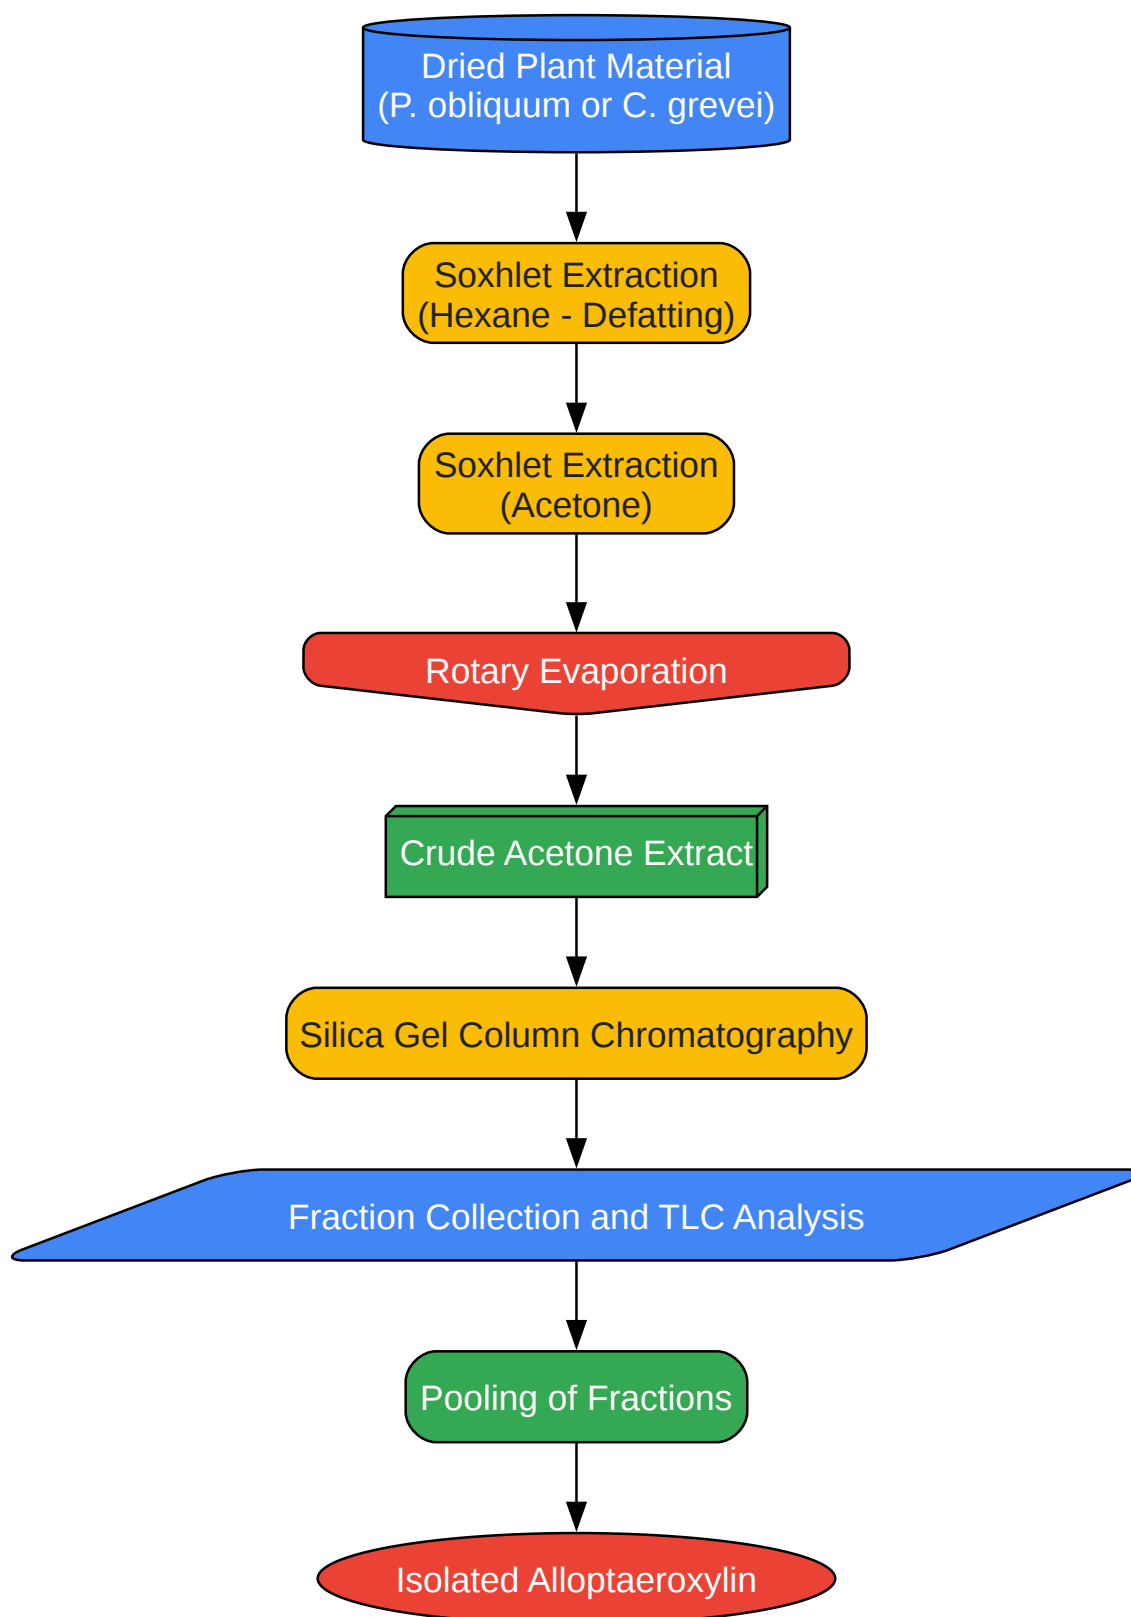 Dried Plant Material
(P. obliquum or C. grevei)
Soxhlet Extraction
(Hexane - Defatting)
Soxhlet Extraction
(Acetone)
Rotary Evaporation
Crude Acetone Extract
Silica Gel Column Chromatography
Fraction Collection and TLC Analysis
Pooling of Fractions
Isolated Alloptaeroxylin